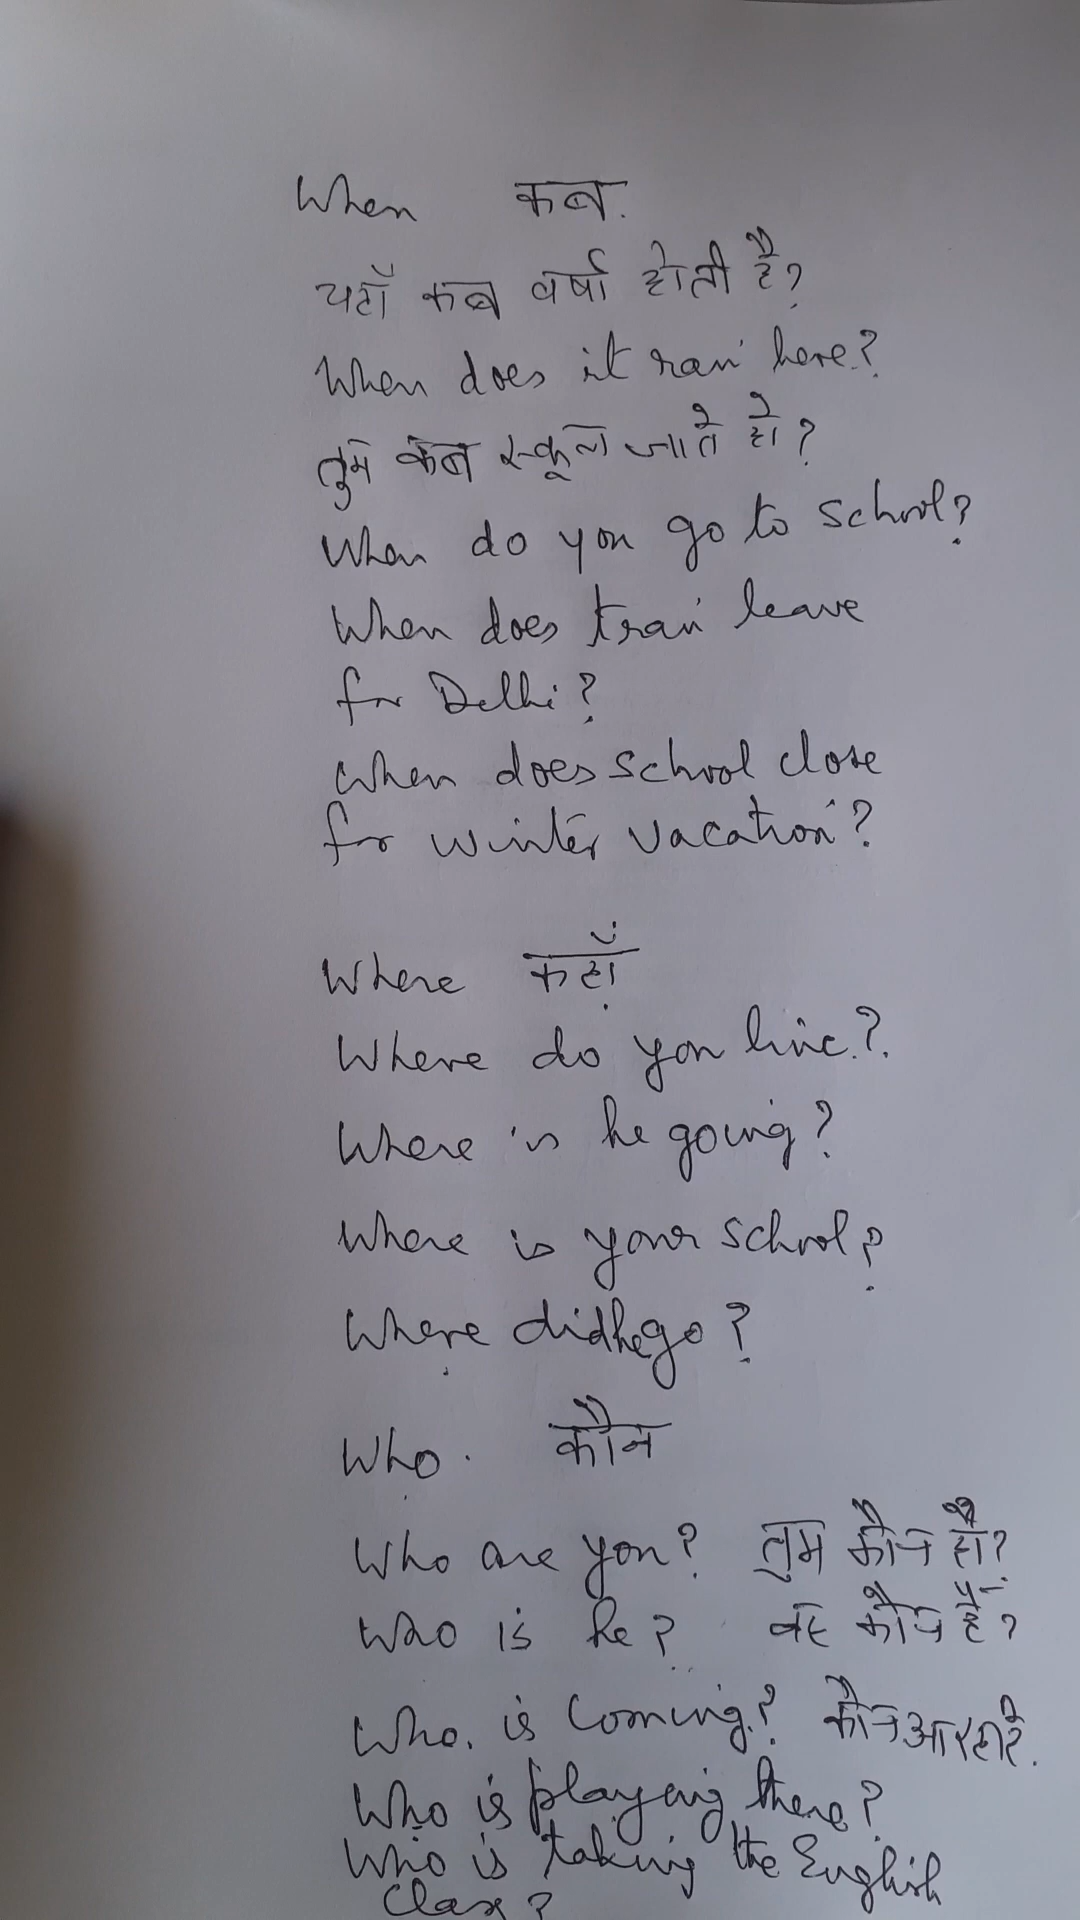 When कब.
यहाँ कब वर्षा होती है?
When does it rain here?
तुम कब स्कूल जाते हो?
When do you go to school?
When does train leave
for Delhi?
When does school close
for winter vacation?
Where कहाँ
Where do you live?
Where is he going?
Where is your school?
Where did he go?
Who. कौन
Who are you? तुम कौन हो?
Who is he? वह कौन है?
Who is coming? कौन आ रहा है.
Who is playing there?
Who is taking the English
Class?